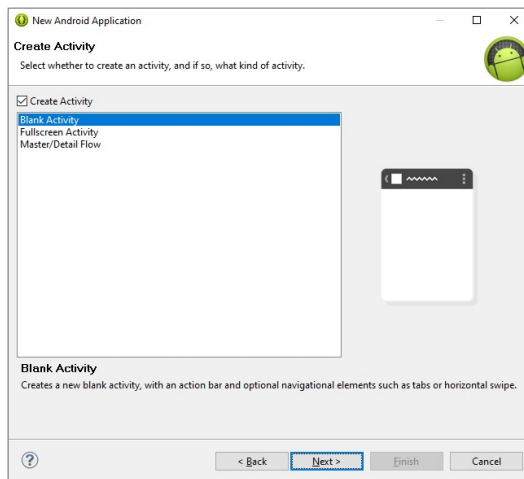 New Android Application
Create Activity
Select whether to create an activity, and if so, what kind of activity.
Create Activity
Blank Activity
Fullscreen Activity
Master/Detail Flow
Blank Activity
Creates a new blank activity, with an action bar and optional navigational elements such as tabs or horizontal swipe.
?
< Back
Next >
Finish
Cancel